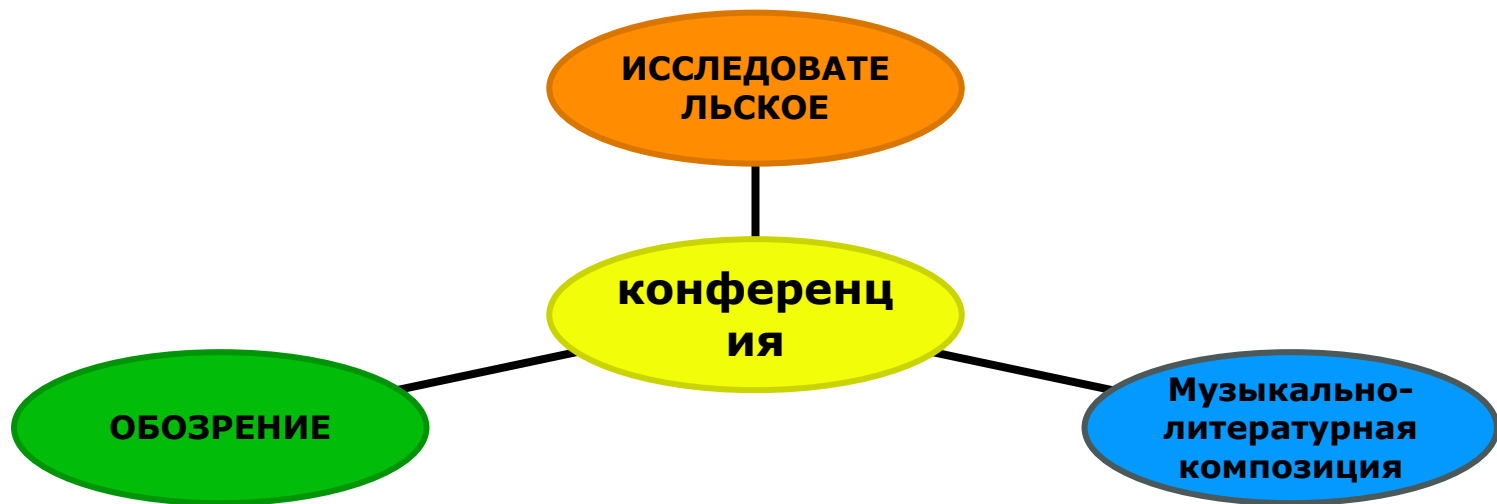 ИССЛЕДОВАТЕ
ЛЬСКОЕ
конференц
ия
ОБОЗРЕНИЕ
Музыкально-
литературная
композиция